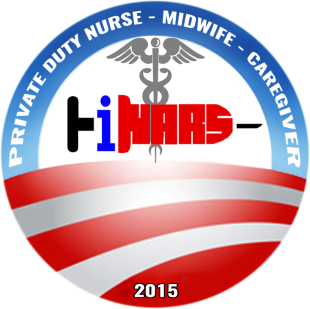 PRIVATE DUTY NURSE - MIDWIFE - CAREGIVER
HiNARS
2015